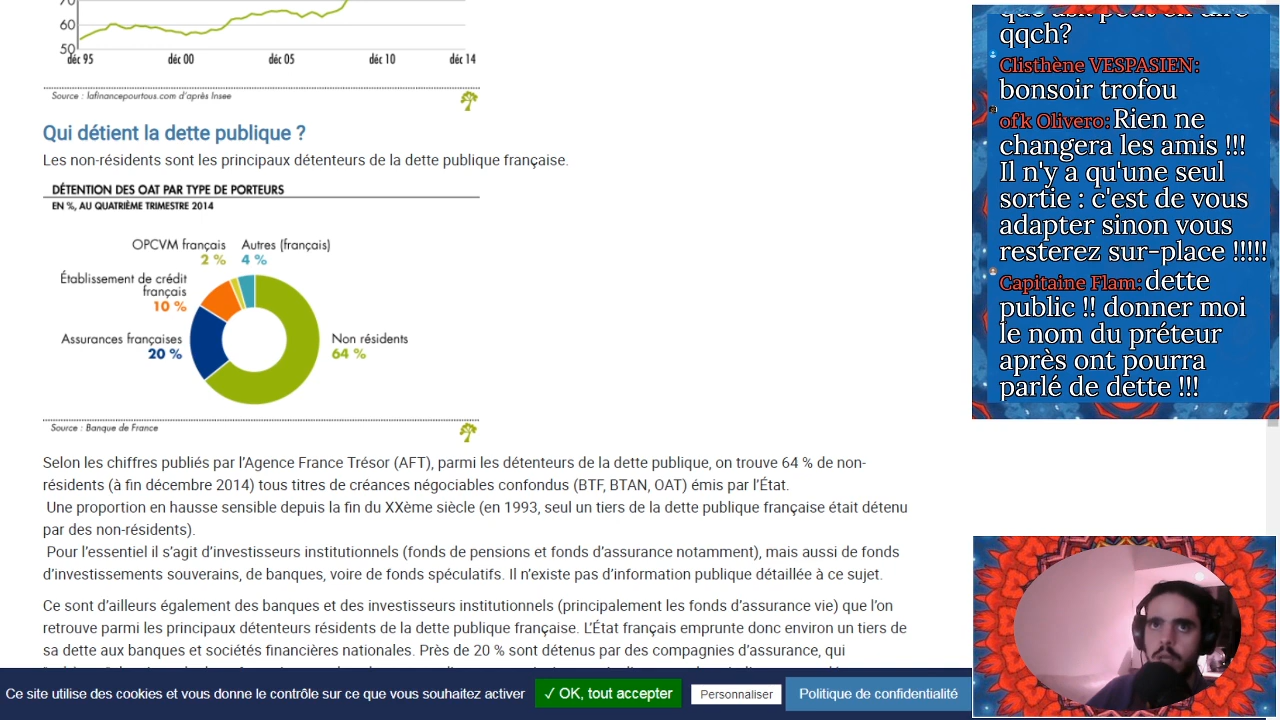 70
60
50
déc 95
déc 00
déc 05
déc 10
déc 14
Source : lafinancepourtous.com d'après Insee
Qui détient la dette publique ?
Les non-résidents sont les principaux détenteurs de la dette publique française.
DÉTENTION DES OAT PAR TYPE DE PORTEURS
EN %, AU QUATRIÈME TRIMESTRE 2014
OPCVM français
2 %
Autres (français)
4 %
Établissement de crédit
français
10 %
Assurances françaises
20 %
Non résidents
64 %
Source : Banque de France
Selon les chiffres publiés par l'Agence France Trésor (AFT), parmi les détenteurs de la dette publique, on trouve 64 % de non-
résidents (à fin décembre 2014) tous titres de créances négociables confondus (BTF, BTAN, OAT) émis par l'État.
Une proportion en hausse sensible depuis la fin du XXème siècle (en 1993, seul un tiers de la dette publique française était détenu
par des non-résidents).
Pour l'essentiel il s'agit d'investisseurs institutionnels (fonds de pensions et fonds d'assurance notamment), mais aussi de fonds
d'investissements souverains, de banques, voire de fonds spéculatifs. Il n'existe pas d'information publique détaillée à ce sujet.
Ce sont d'ailleurs également des banques et des investisseurs institutionnels (principalement les fonds d'assurance vie) que l'on
retrouve parmi les principaux détenteurs résidents de la dette publique française. L'État français emprunte donc environ un tiers de
sa dette aux banques et sociétés financières nationales. Près de 20 % sont détenus par des compagnies d'assurance, qui
Ce site utilise des cookies et vous donne le contrôle sur ce que vous souhaitez activer
✓ OK, tout accepter
Personnaliser
Politique de confidentialité
qqch?
Clisthène VESPASIEN:
bonsoir trofor
ofk Olivero: Rien ne
changera les amis !!!
Il n'y a qu'une seul
sortie : c'est de vous
adapter sinon vous
resterez sur-place !!!!!
Capitaine Flam: dette
public !! donner moi
le nom du préteur
après ont pourra
parlé de dette !!!